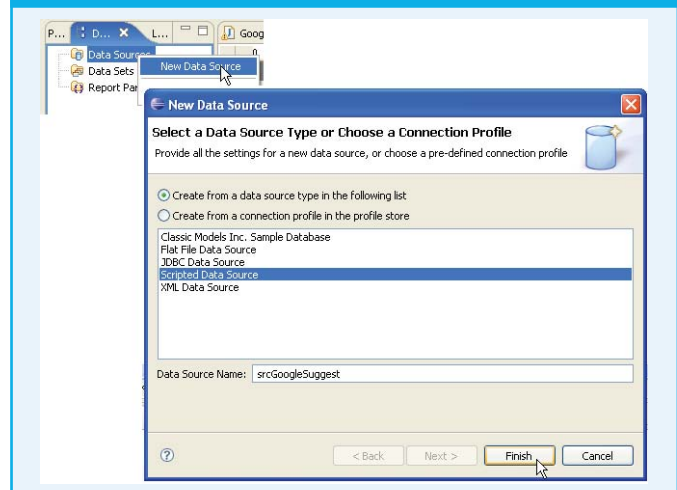 P... D... L... Goog
Data Sources
Data Sets
New Data Source
Report Par
New Data Source
Select a Data Source Type or Choose a Connection Profile
Provide all the settings for a new data source, or choose a pre-defined connection profile
Create from a data source type in the following list
Create from a connection profile in the profile store
Classic Models Inc. Sample Database
Flat File Data Source
JDBC Data Source
Scripted Data Source
XML Data Source
Data Source Name: srcGoogleSuggest
? < Back Next > Finish Cancel